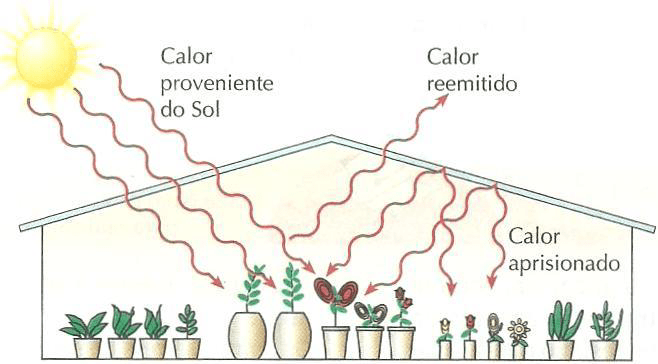 Calor
proveniente
do Sol
Calor
reemitido
Calor
aprisionado